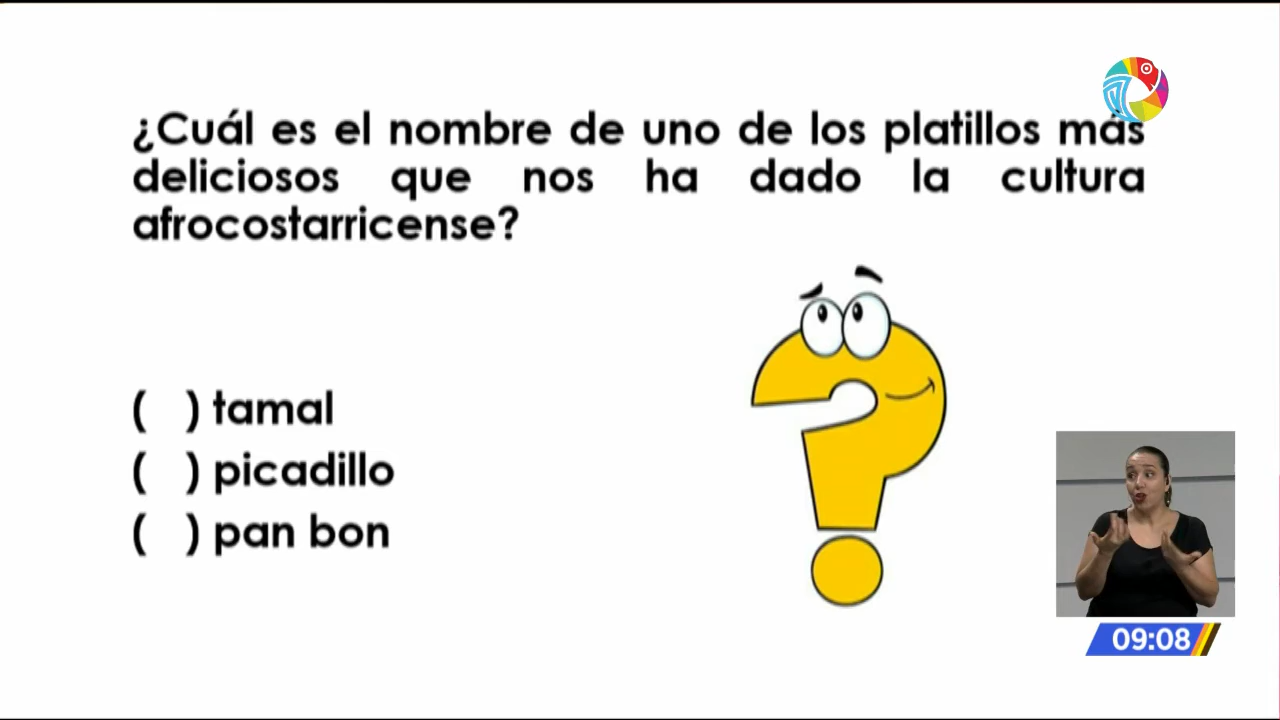 ¿Cuál es el nombre de uno de los platillos más
deliciosos que nos ha dado la cultura
afrocostarricense?
( ) tamal
( ) picadillo
( ) pan bon
09:08